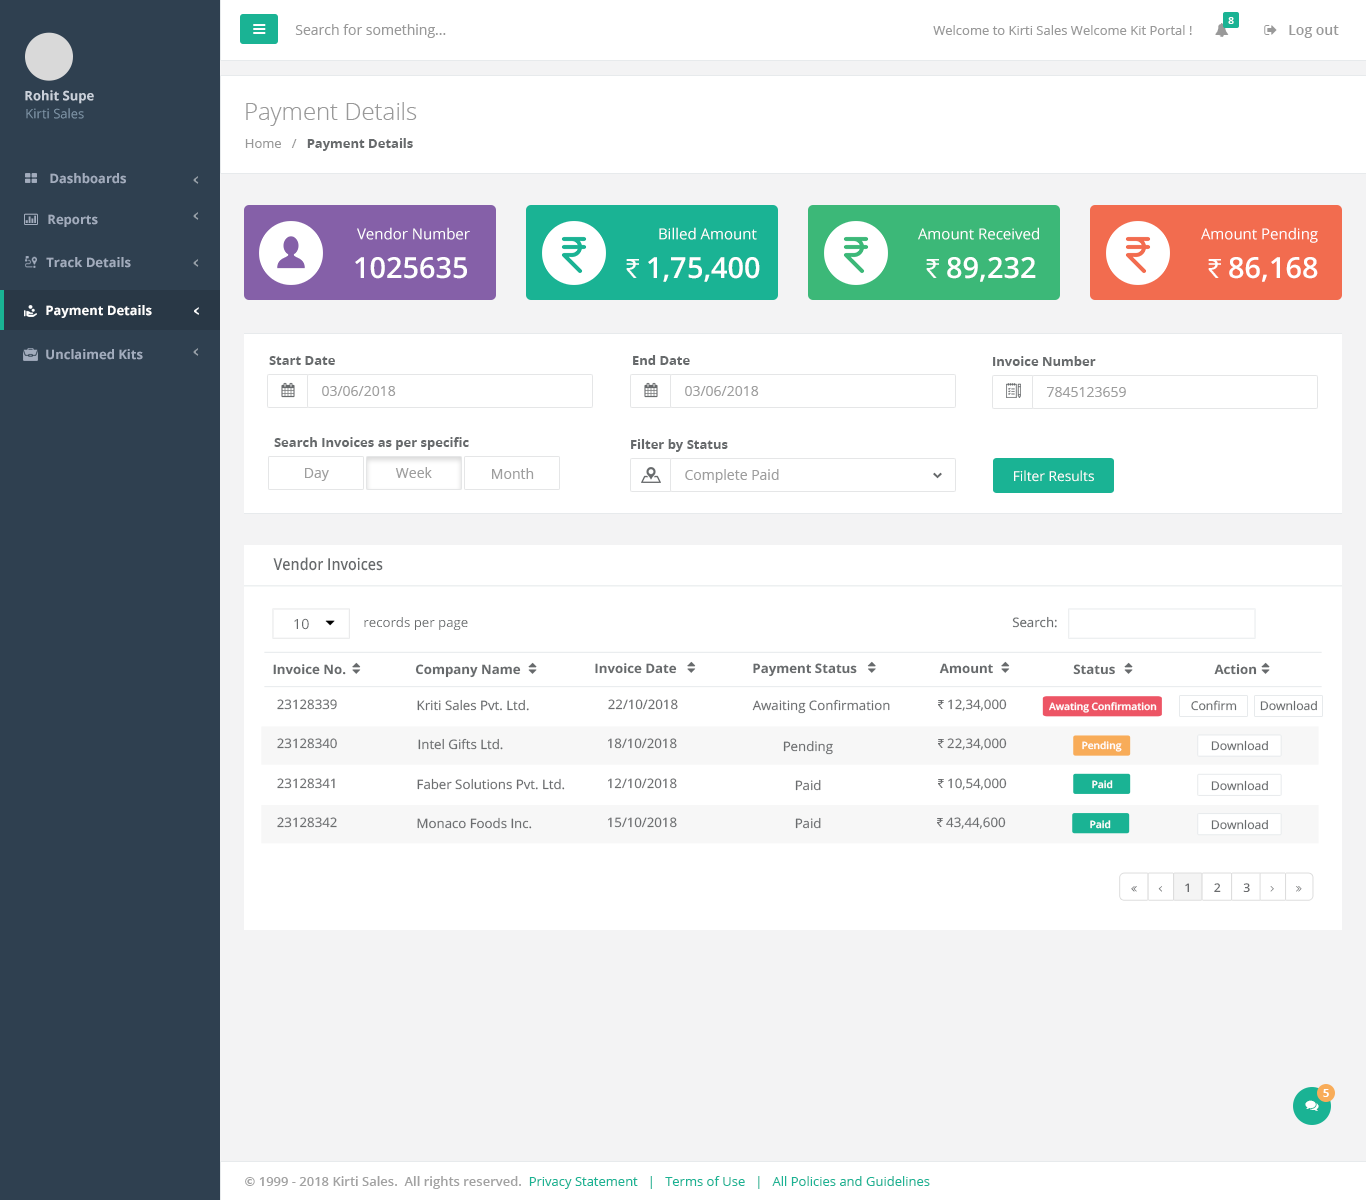 Rohit Supe
Kirti Sales
Dashboards
Reports
Track Details
Payment Details
Unclaimed Kits
Search for something...
Welcome to Kirti Sales Welcome Kit Portal !
8
Log out
Payment Details
Home / Payment Details
Vendor Number
1025635
Billed Amount
₹ 1,75,400
Amount Received
₹ 89,232
Amount Pending
₹ 86,168
Start Date
03/06/2018
End Date
03/06/2018
Invoice Number
7845123659
Search Invoices as per specific
Day Week Month
Filter by Status
Complete Paid
Filter Results
Vendor Invoices
10 records per page Search:
Invoice No. Company Name Invoice Date Payment Status Amount Status Action
23128339 Kriti Sales Pvt. Ltd. 22/10/2018 Awaiting Confirmation ₹ 12,34,000 Awating Confirmation Confirm Download
23128340 Intel Gifts Ltd. 18/10/2018 Pending ₹ 22,34,000 Pending Download
23128341 Faber Solutions Pvt. Ltd. 12/10/2018 Paid ₹ 10,54,000 Paid Download
23128342 Monaco Foods Inc. 15/10/2018 Paid ₹ 43,44,600 Paid Download
« ‹ 1 2 3 › »
5
© 1999 - 2018 Kirti Sales. All rights reserved. Privacy Statement | Terms of Use | All Policies and Guidelines